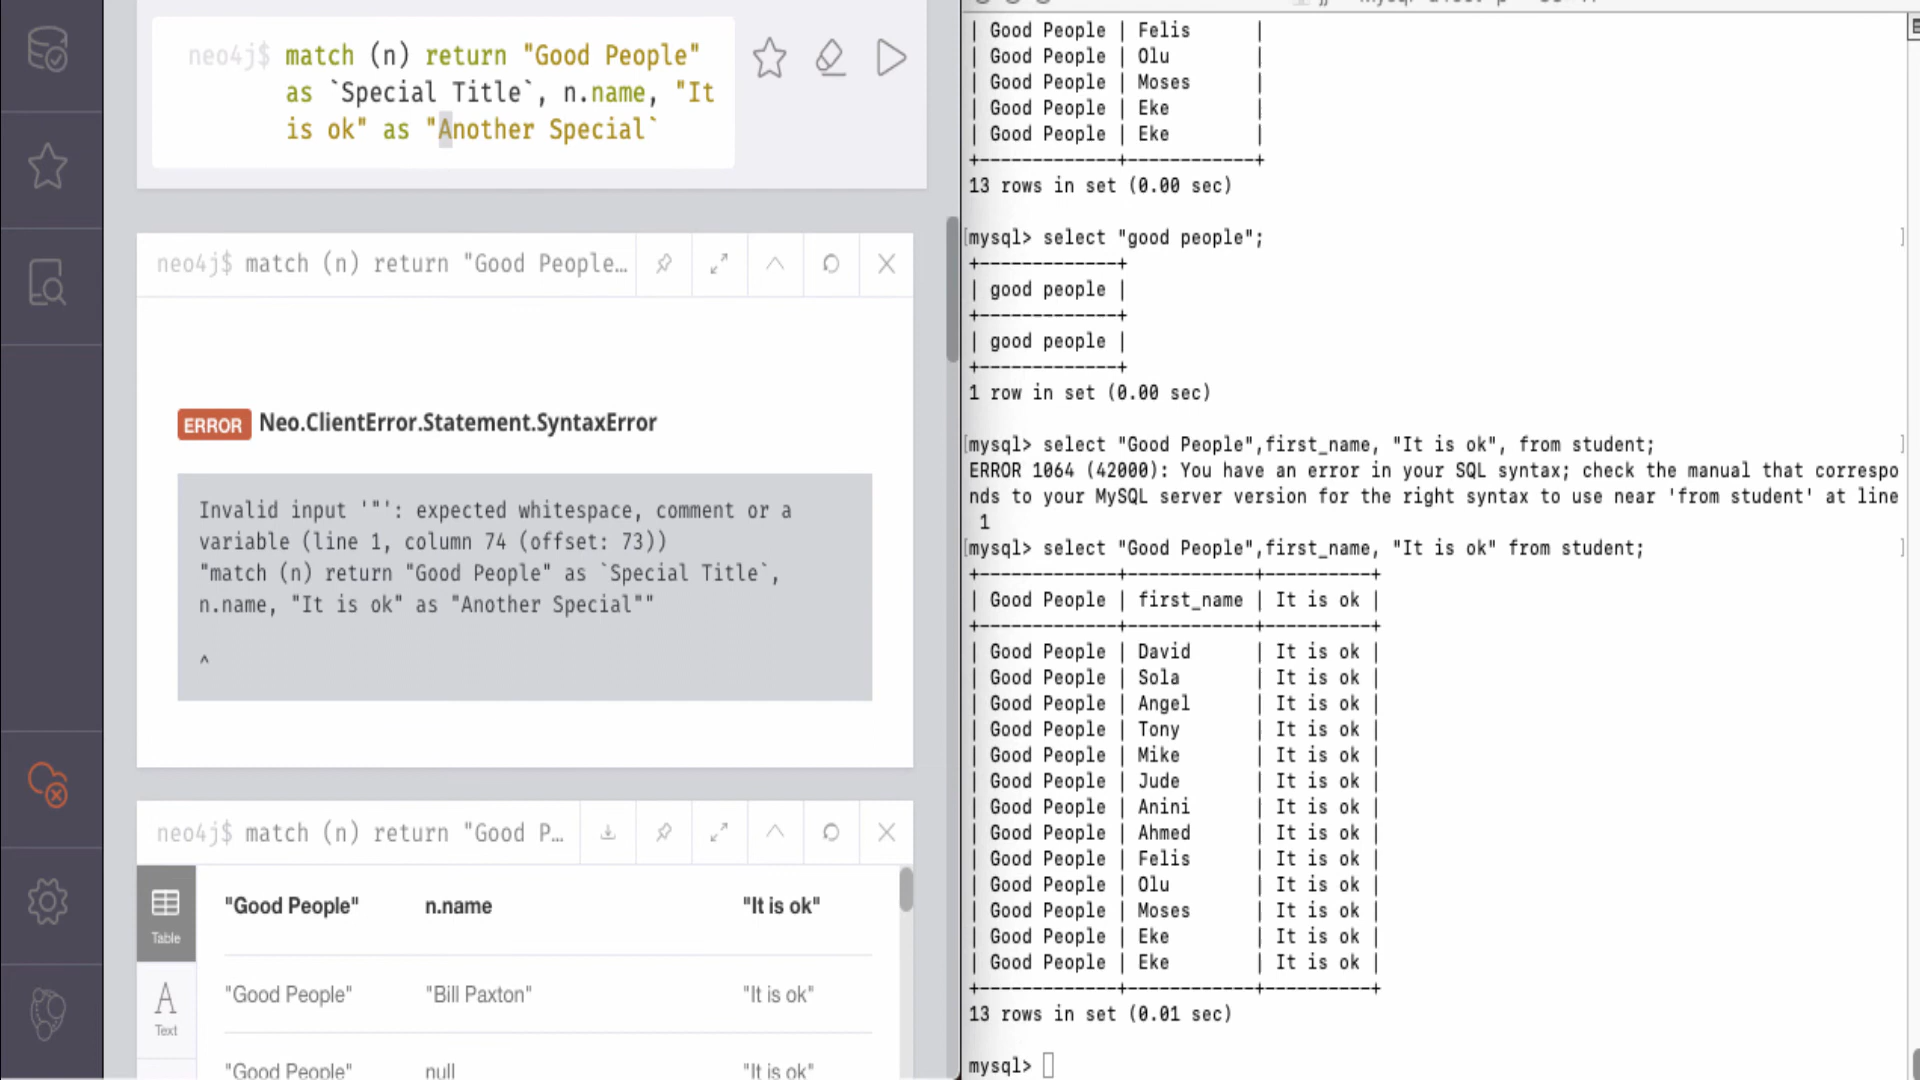 neo4j$ match (n) return "Good People"
as `Special Title`, n.name, "It
is ok" as "Another Special`
neo4j$ match (n) return "Good People…
ERROR Neo.ClientError.Statement.SyntaxError
Invalid input '"': expected whitespace, comment or a
variable (line 1, column 74 (offset: 73))
"match (n) return "Good People" as `Special Title`,
n.name, "It is ok" as "Another Special""
^
neo4j$ match (n) return "Good P…
Table
Text
"Good People" n.name "It is ok"
"Good People" "Bill Paxton" "It is ok"
"Good People" null "It is ok"
| Good People | Felis |
| Good People | Olu |
| Good People | Moses |
| Good People | Eke |
| Good People | Eke |
+-------------+------------+
13 rows in set (0.00 sec)
[mysql> select "good people"; ]
+-------------+
| good people |
+-------------+
| good people |
+-------------+
1 row in set (0.00 sec)
[mysql> select "Good People",first_name, "It is ok", from student; ]
ERROR 1064 (42000): You have an error in your SQL syntax; check the manual that correspo
nds to your MySQL server version for the right syntax to use near 'from student' at line
1
[mysql> select "Good People",first_name, "It is ok" from student; ]
+-------------+------------+----------+
| Good People | first_name | It is ok |
+-------------+------------+----------+
| Good People | David | It is ok |
| Good People | Sola | It is ok |
| Good People | Angel | It is ok |
| Good People | Tony | It is ok |
| Good People | Mike | It is ok |
| Good People | Jude | It is ok |
| Good People | Anini | It is ok |
| Good People | Ahmed | It is ok |
| Good People | Felis | It is ok |
| Good People | Olu | It is ok |
| Good People | Moses | It is ok |
| Good People | Eke | It is ok |
| Good People | Eke | It is ok |
+-------------+------------+----------+
13 rows in set (0.01 sec)
mysql>